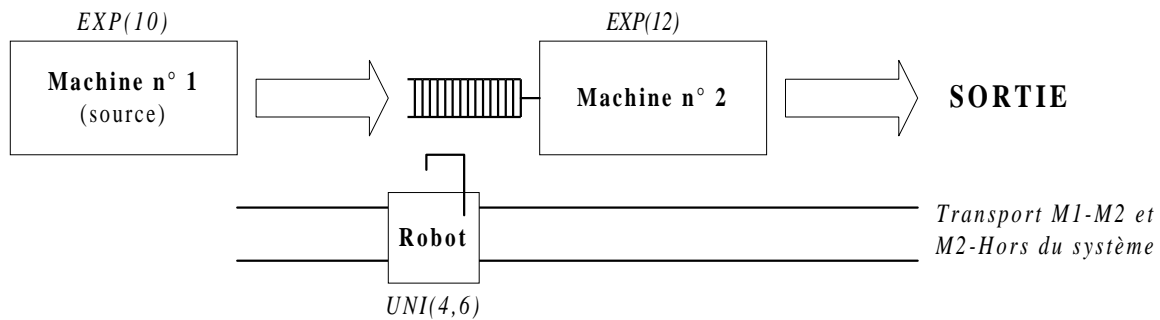 EXP(10)
EXP(12)
Machine n° 1
(source)
Machine n° 2
SORTIE
Robot
Transport M1-M2 et
M2-Hors du système
UNI(4,6)